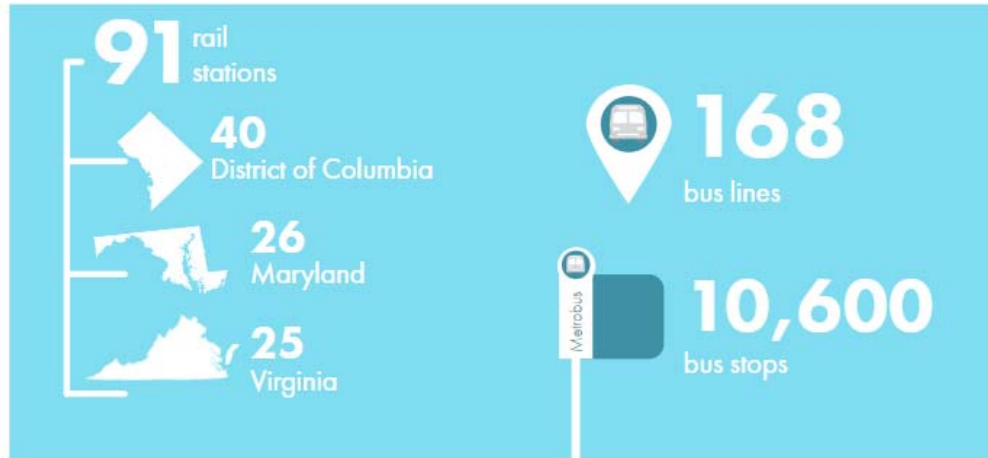 91 rail
stations
40
District of Columbia
26
Maryland
25
Virginia
168
bus lines
Metrobus
10,600
bus stops